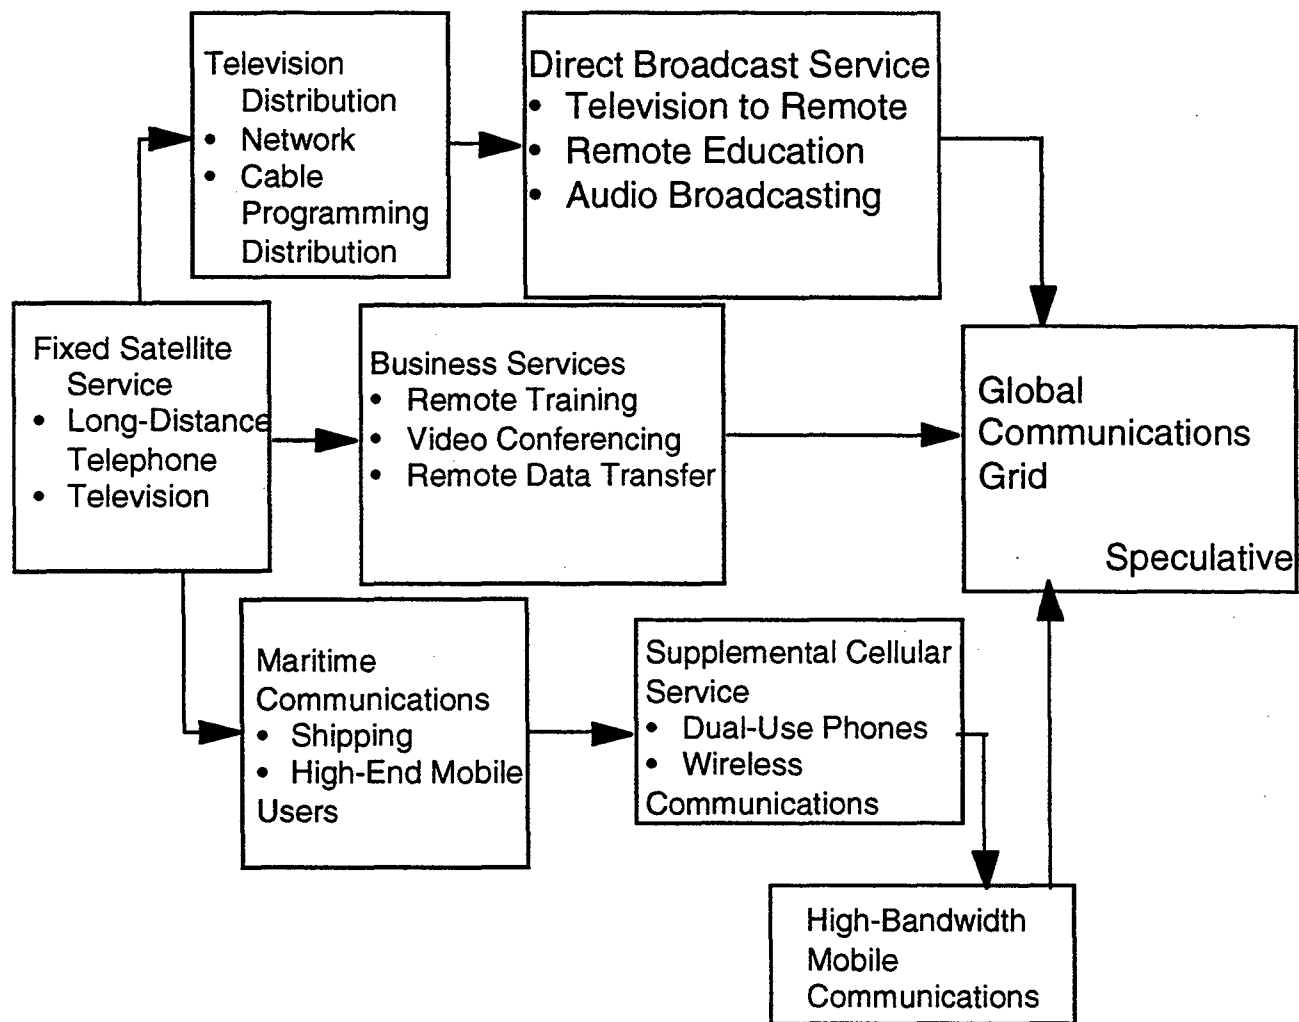 Television
Distribution
• Network
• Cable
Programming
Distribution
Direct Broadcast Service
• Television to Remote
• Remote Education
• Audio Broadcasting
Fixed Satellite
Service
• Long-Distance
Telephone
• Television
Business Services
• Remote Training
• Video Conferencing
• Remote Data Transfer
Global
Communications
Grid
Speculative
Maritime
Communications
• Shipping
• High-End Mobile
Users
Supplemental Cellular
Service
• Dual-Use Phones
• Wireless
Communications
High-Bandwidth
Mobile
Communications